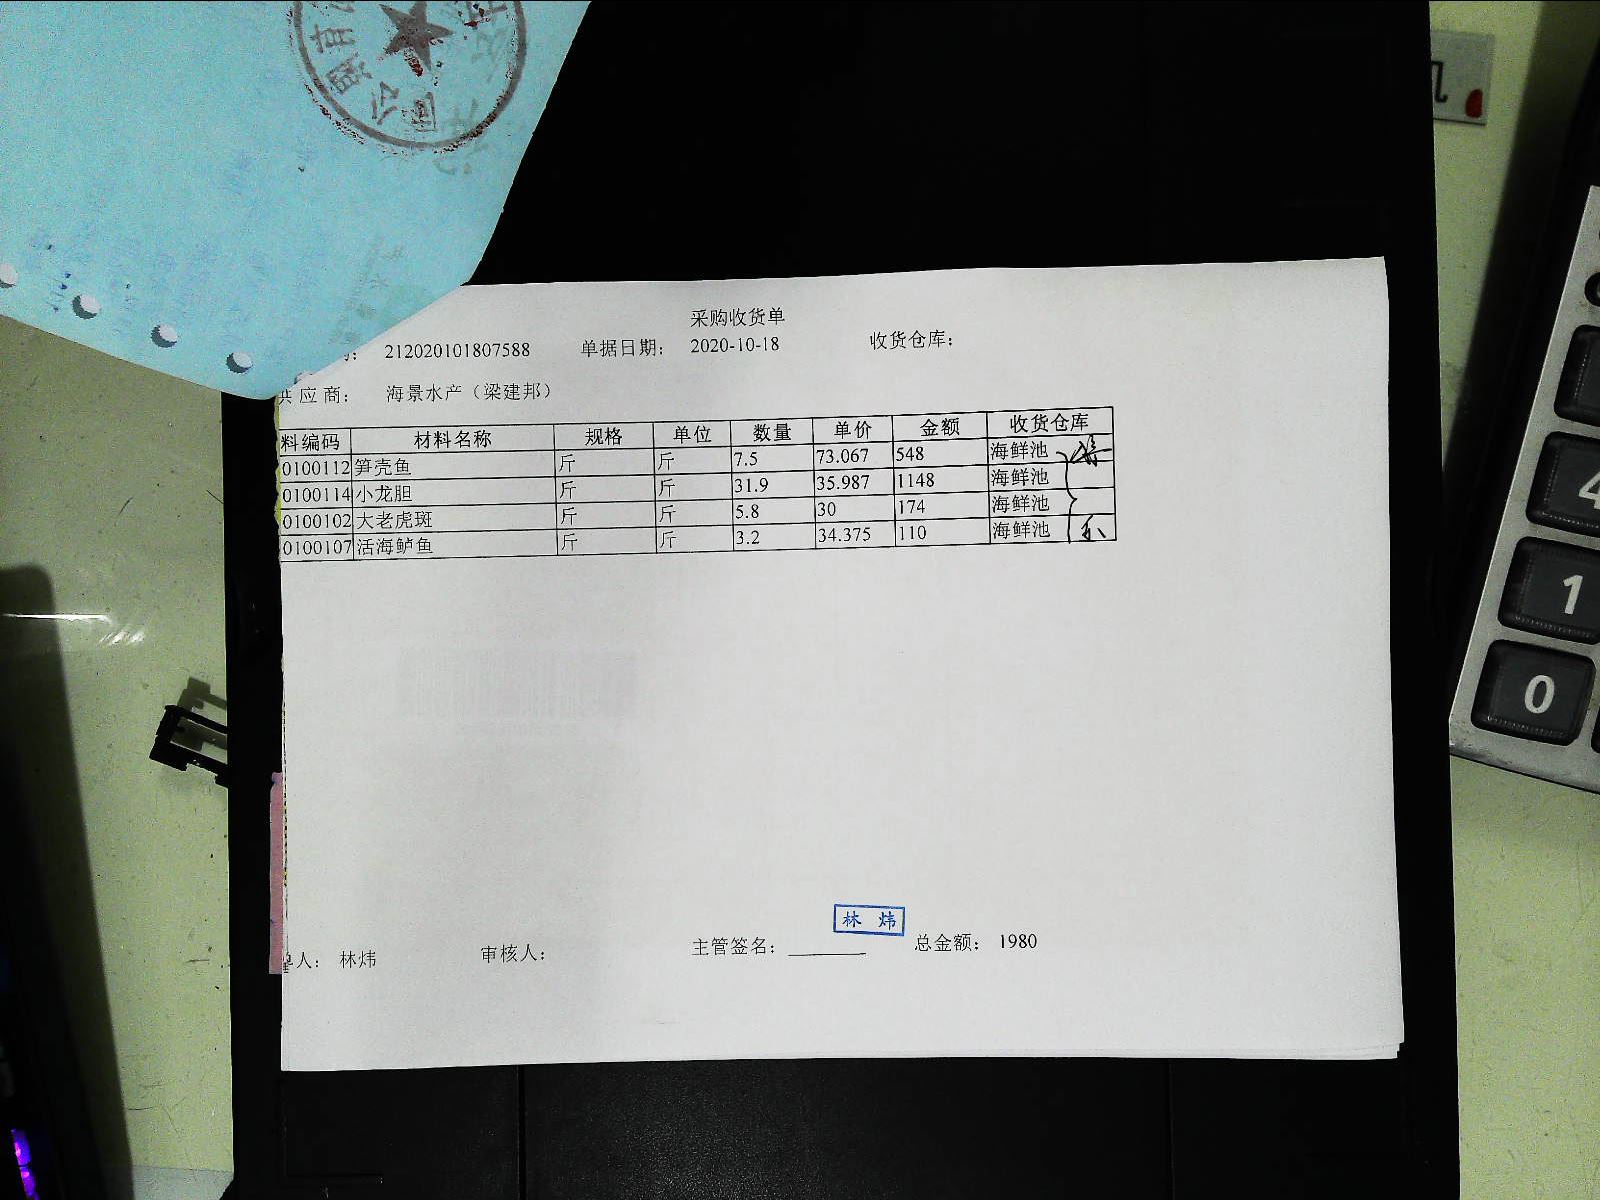 采购收货单
212020101807588 单据日期： 2020-10-18 收货仓库：
供应商： 海景水产（梁建邦）
料编码 材料名称 规格 单位 数量 单价 金额 收货仓库
0100112 笋壳鱼 斤 斤 7.5 73.067 548 海鲜池
0100114 小龙胆 斤 斤 31.9 35.987 1148 海鲜池
0100102 大老虎斑 斤 斤 5.8 30 174 海鲜池
0100107 活海鲈鱼 斤 斤 3.2 34.375 110 海鲜池
林炜
人： 林炜 审核人： 主管签名： 总金额： 1980
4
1
0